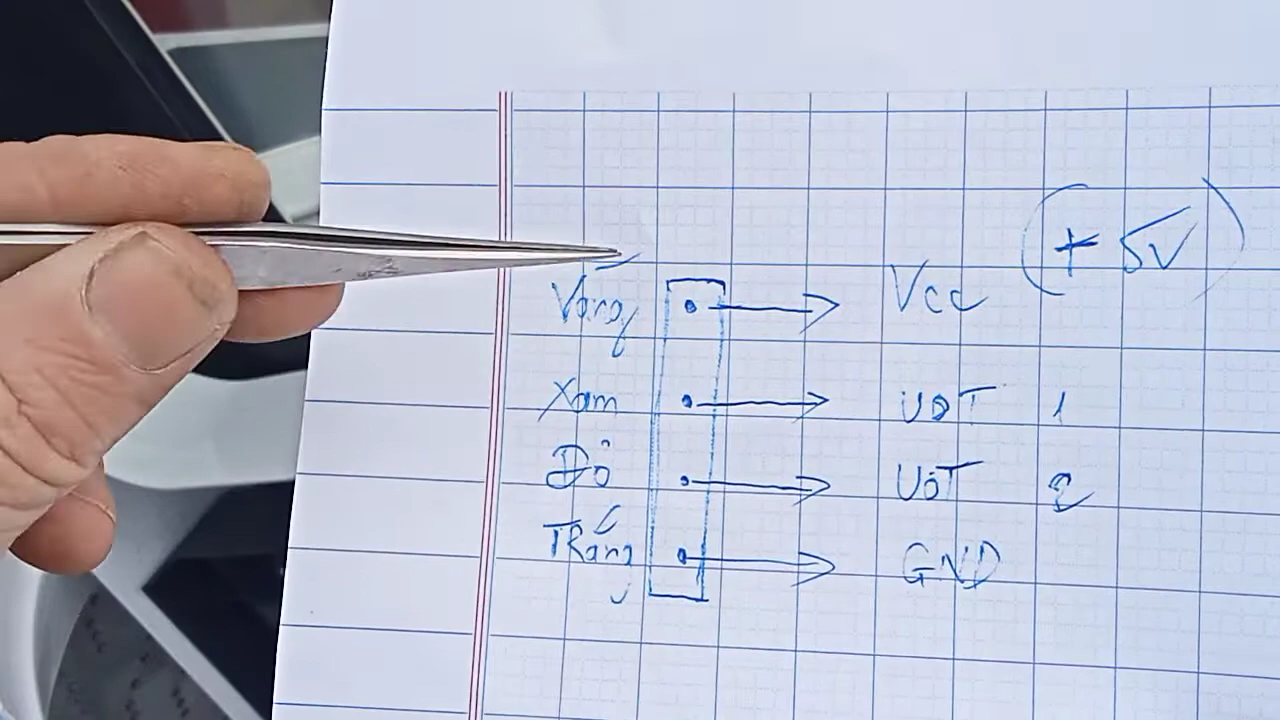 Vàng Vcc (+ 5V)
Xám UOT 1
Đỏ UOT 2
TRắng GND